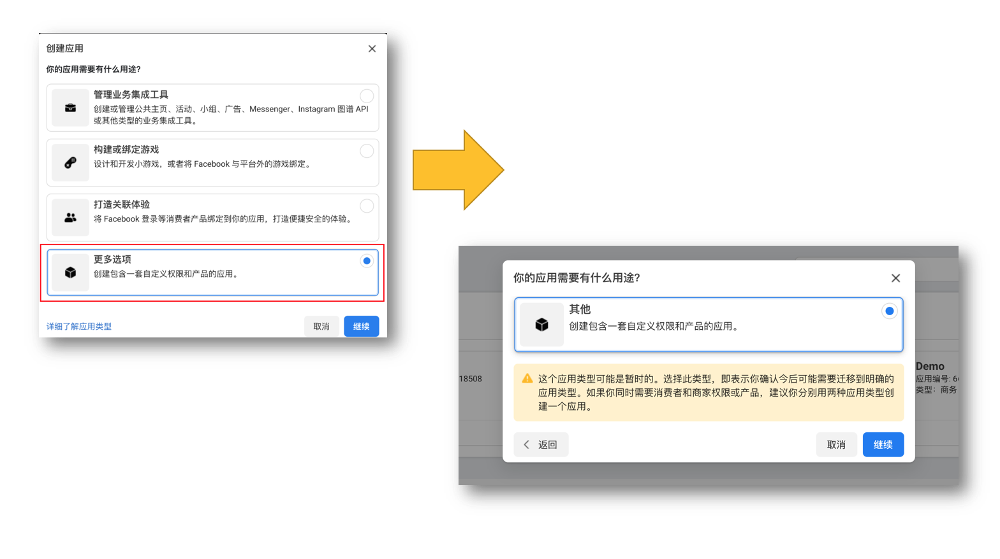 创建应用
你的应用需要有什么用途?
管理业务集成工具
创建或管理公共主页、活动、小组、广告、Messenger、Instagram 图谱 API
或其他类型的业务集成工具。
构建或绑定游戏
设计和开发小游戏，或者将 Facebook 与平台外的游戏绑定。
打造关联体验
将 Facebook 登录等消费者产品绑定到你的应用，打造便捷安全的体验。
更多选项
创建包含一套自定义权限和产品的应用。
详细了解应用类型
取消
继续
你的应用需要有什么用途?
其他
创建包含一套自定义权限和产品的应用。
这个应用类型可能是暂时的。选择此类型，即表示你确认今后可能需要迁移到明确的
应用类型。如果你同时需要消费者和商家权限或产品，建议你分别用两种应用类型创
建一个应用。
返回
取消
继续
18508
Demo
应用编号: 6
类型：商务